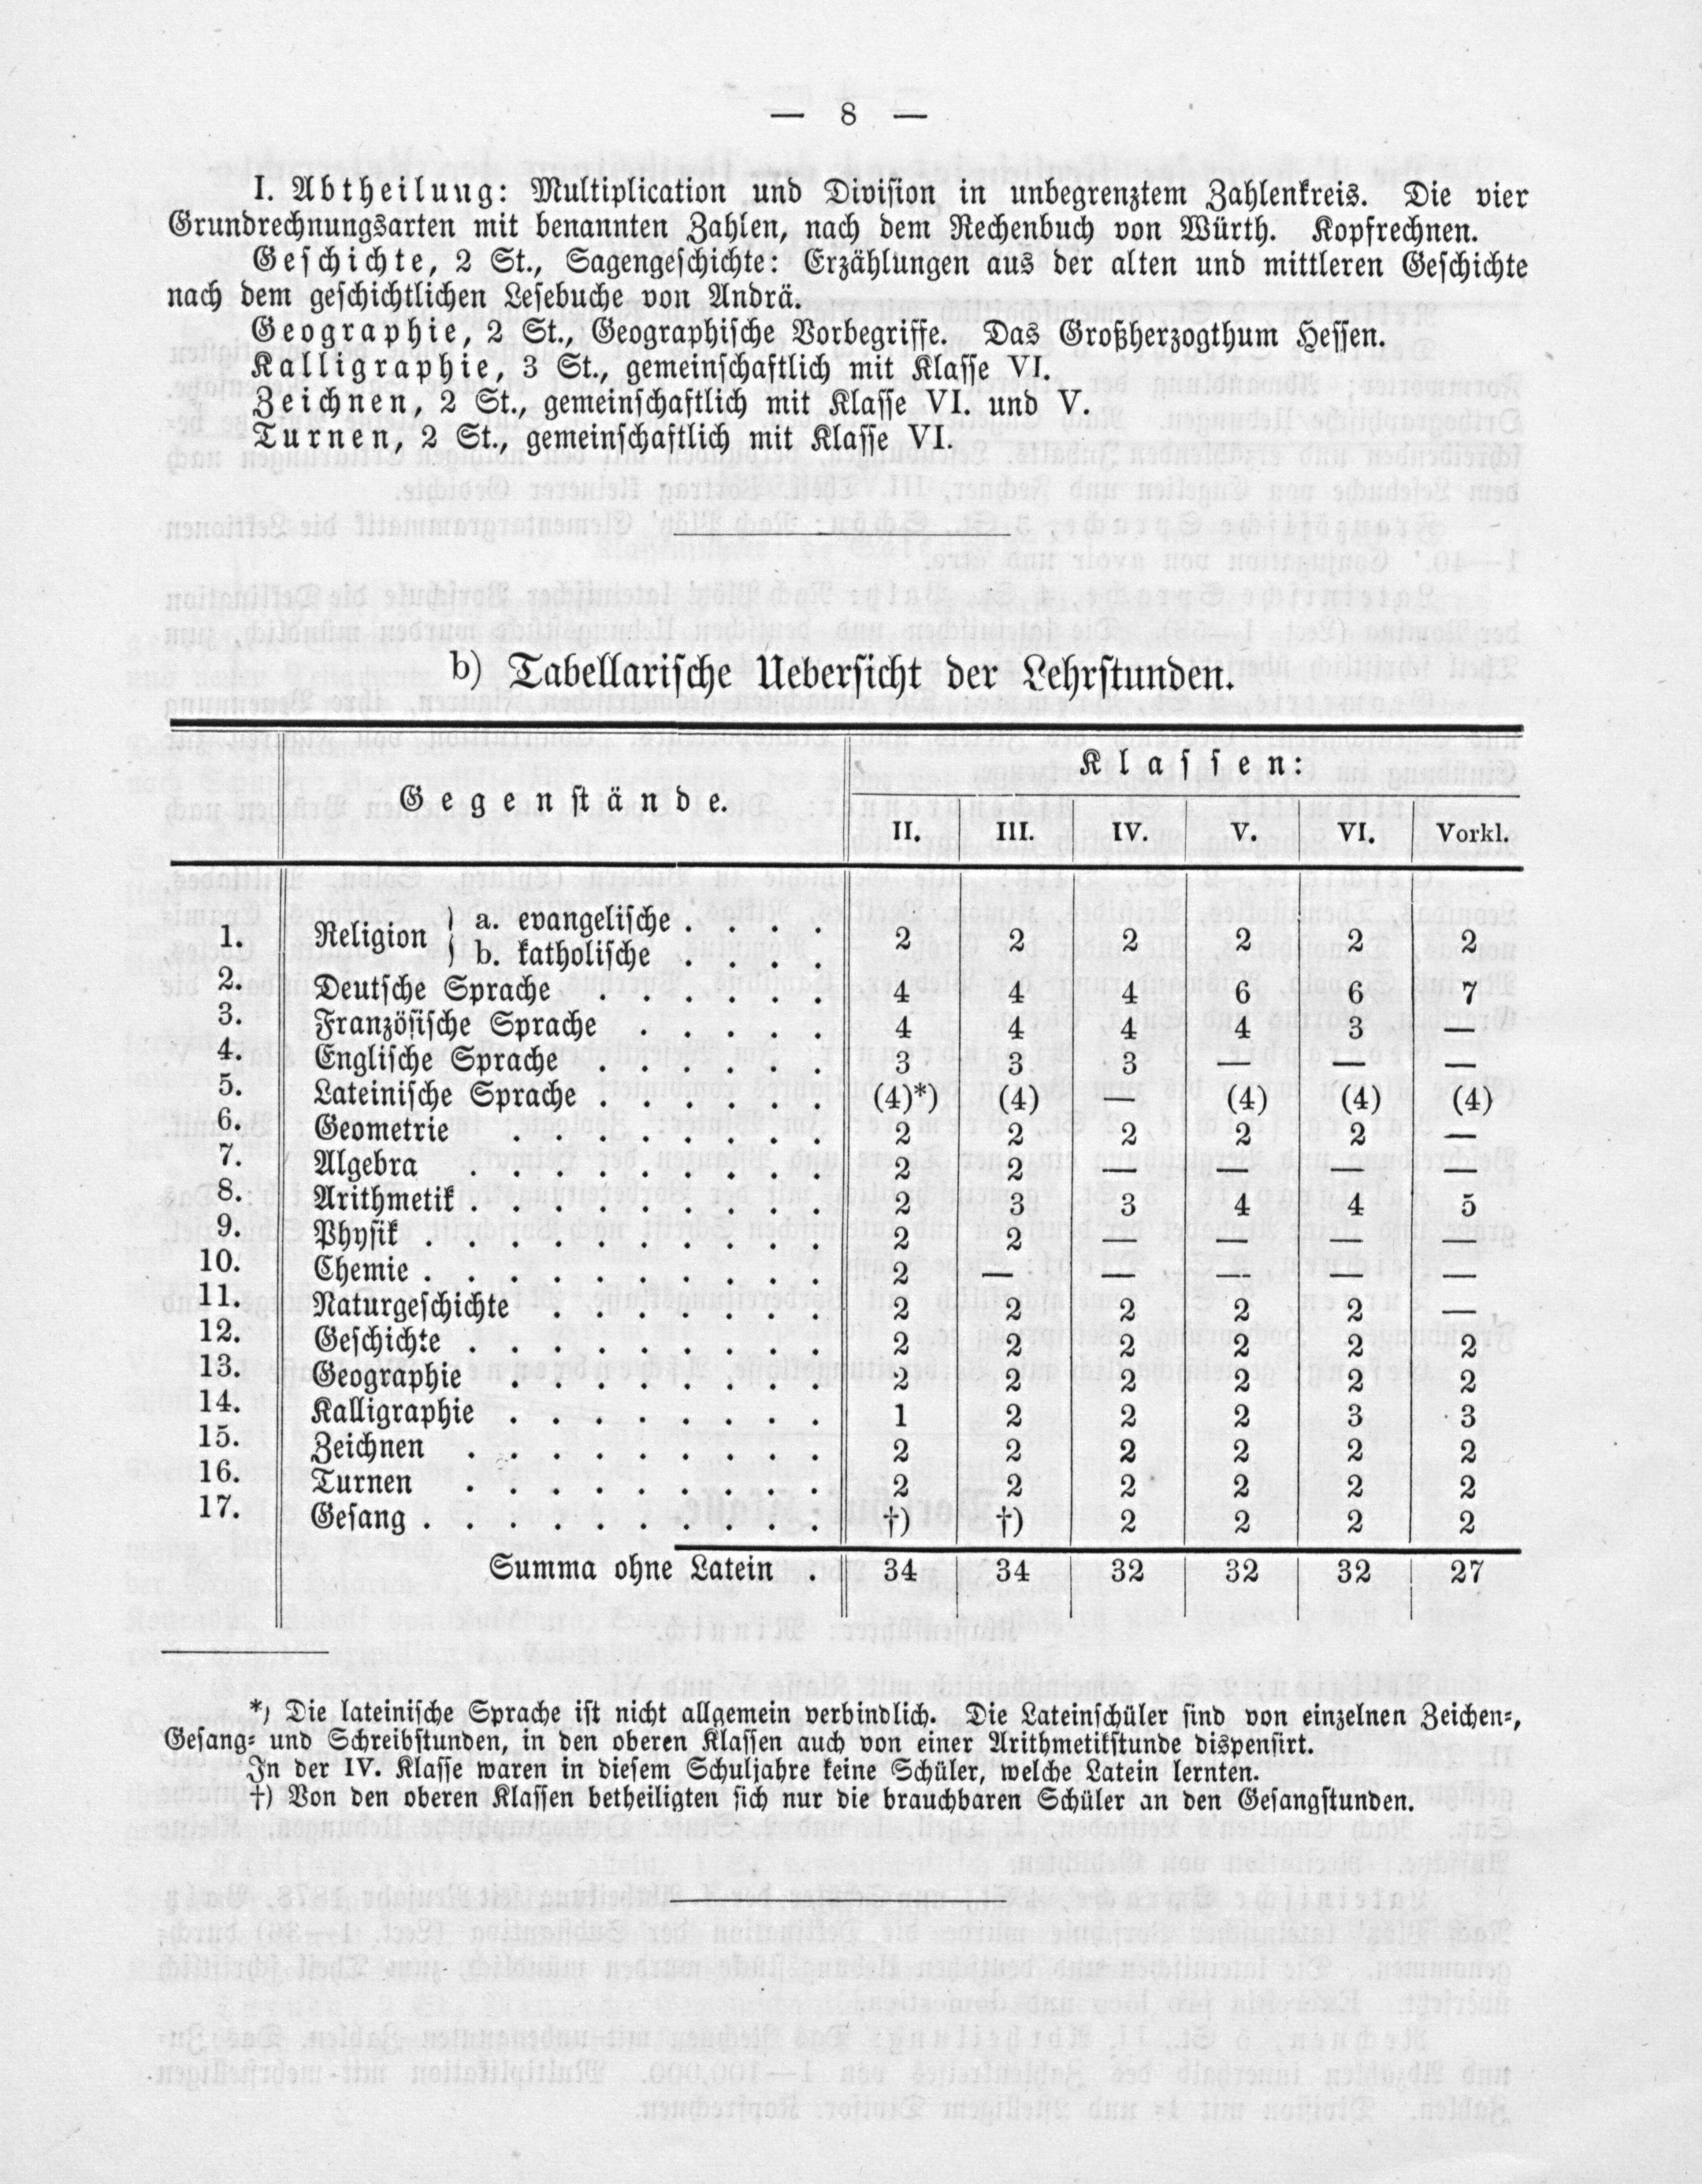 — 8 —
I. Abtheilung: Multiplication und Division in unbegrenztem Zahlenkreis. Die vier
Grundrechnungsarten mit benannten Zahlen, nach dem Rechenbuch von Würth. Kopfrechnen.
Geschichte, 2 St., Sagengeschichte: Erzählungen aus der alten und mittleren Geschichte
nach dem geschichtlichen Lesebuche von Andrä.
Geographie, 2 St., Geographische Vorbegriffe. Das Großherzogthum Hessen.
Kalligraphie, 3 St., gemeinschaftlich mit Klasse VI.
Zeichnen, 2 St., gemeinschaftlich mit Klasse VI. und V.
Turnen, 2 St., gemeinschaftlich mit Klasse VI.
b) Tabellarische Uebersicht der Lehrstunden.
Gegenstände. Klassen:
II. III. IV. V. VI. Vorkl.
1. Religion } a. evangelische . . . .
} b. katholische . . . . 2 2 2 2 2 2
2. Deutsche Sprache . . . . . . 4 4 4 6 6 7
3. Französische Sprache . . . . . 4 4 4 4 3 —
4. Englische Sprache . . . . . . 3 3 3 — — —
5. Lateinische Sprache . . . . . . (4)*) (4) — (4) (4) (4)
6. Geometrie . . . . . . . . 2 2 2 2 2 —
7. Algebra . . . . . . . . . 2 2 — — — —
8. Arithmetik . . . . . . . . . 2 3 3 4 4 5
9. Physik . . . . . . . . . . 2 2 — — — —
10. Chemie . . . . . . . . . . 2 — — — — —
11. Naturgeschichte . . . . . . . 2 2 2 2 2 —
12. Geschichte . . . . . . . . . 2 2 2 2 2 2
13. Geographie . . . . . . . . 2 2 2 2 2 2
14. Kalligraphie . . . . . . . . 1 2 2 2 3 3
15. Zeichnen . . . . . . . . . 2 2 2 2 2 2
16. Turnen . . . . . . . . . 2 2 2 2 2 2
17. Gesang . . . . . . . . . . †) †) 2 2 2 2
Summa ohne Latein . 34 34 32 32 32 27
*) Die lateinische Sprache ist nicht allgemein verbindlich. Die Lateinschüler sind von einzelnen Zeichen-,
Gesang- und Schreibstunden, in den oberen Klassen auch von einer Arithmetikstunde dispensirt.
In der IV. Klasse waren in diesem Schuljahre keine Schüler, welche Latein lernten.
†) Von den oberen Klassen betheiligten sich nur die brauchbaren Schüler an den Gesangstunden.